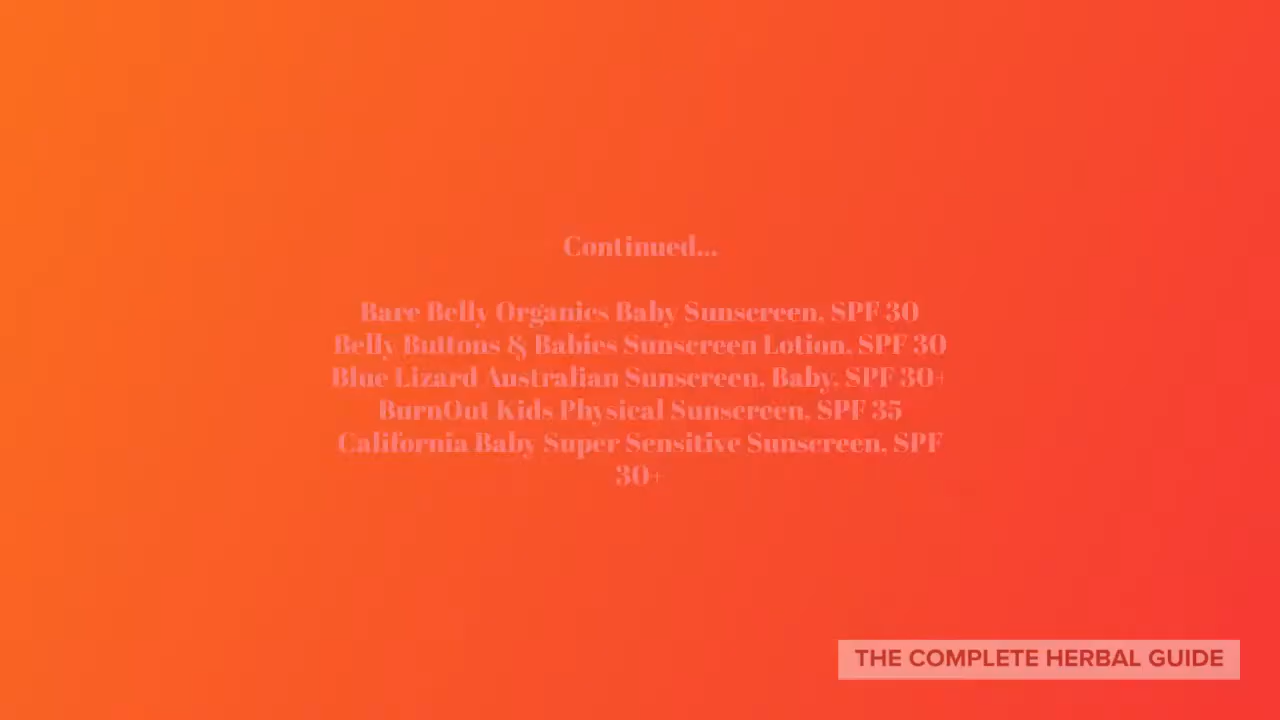 Continued...
Bare Belly Organics Baby Sunscreen, SPF 30
Belly Buttons & Babies Sunscreen Lotion, SPF 30
Blue Lizard Australian Sunscreen, Baby, SPF 30+
BurnOut Kids Physical Sunscreen, SPF 35
California Baby Super Sensitive Sunscreen, SPF
30+
THE COMPLETE HERBAL GUIDE